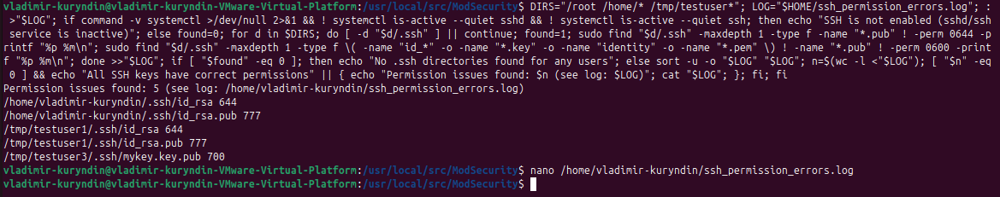 vladimir-kuryndin@vladimir-kuryndin-VMware-Virtual-Platform:/usr/local/src/ModSecurity$ DIRS="/root /home/* /tmp/testuser*"; LOG="$HOME/ssh_permission_errors.log"; :
>"$LOG"; if command -v systemctl >/dev/null 2>&1 && ! systemctl is-active --quiet sshd && ! systemctl is-active --quiet ssh; then echo "SSH is not enabled (sshd/ssh
service is inactive)"; else found=0; for d in $DIRS; do [ -d "$d/.ssh" ] || continue; found=1; sudo find "$d/.ssh" -maxdepth 1 -type f -name "*.pub" ! -perm 0644 -p
rintf "%p %m\n"; sudo find "$d/.ssh" -maxdepth 1 -type f \( -name "id_*" -o -name "*.key" -o -name "identity" -o -name "*.pem" \) ! -name "*.pub" ! -perm 0600 -print
f "%p %m\n"; done >>"$LOG"; if [ "$found" -eq 0 ]; then echo "No .ssh directories found for any users"; else sort -u -o "$LOG" "$LOG"; n=$(wc -l <"$LOG"); [ "$n" -eq
0 ] && echo "All SSH keys have correct permissions" || { echo "Permission issues found: $n (see log: $LOG)"; cat "$LOG"; }; fi; fi
Permission issues found: 5 (see log: /home/vladimir-kuryndin/ssh_permission_errors.log)
/home/vladimir-kuryndin/.ssh/id_rsa 644
/home/vladimir-kuryndin/.ssh/id_rsa.pub 777
/tmp/testuser1/.ssh/id_rsa 644
/tmp/testuser1/.ssh/id_rsa.pub 777
/tmp/testuser3/.ssh/mykey.key.pub 700
vladimir-kuryndin@vladimir-kuryndin-VMware-Virtual-Platform:/usr/local/src/ModSecurity$ nano /home/vladimir-kuryndin/ssh_permission_errors.log
vladimir-kuryndin@vladimir-kuryndin-VMware-Virtual-Platform:/usr/local/src/ModSecurity$